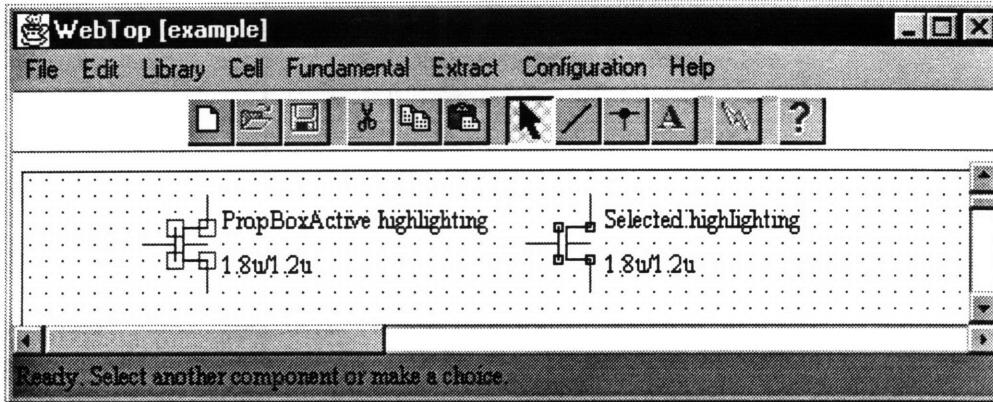 WebTop [example]
File Edit Library Cell Fundamental Extract Configuration Help
A ?
PropBoxActive highlighting
1.8u/1.2u
Selected highlighting
1.8u/1.2u
Ready. Select another component or make a choice.